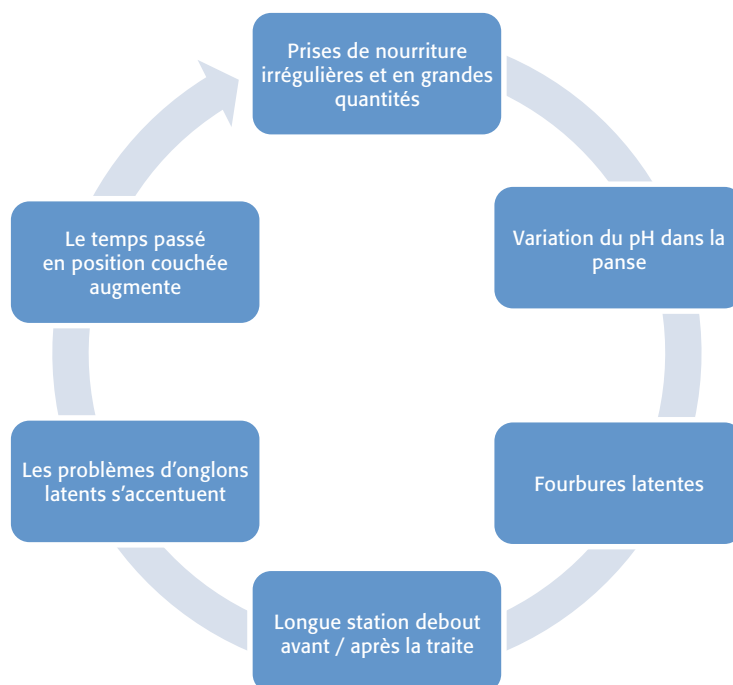 Prises de nourriture
irrégulières et en grandes
quantités
Variation du pH dans la
panse
Fourbures latentes
Longue station debout
avant / après la traite
Les problèmes d’onglons
latents s’accentuent
Le temps passé
en position couchée
augmente